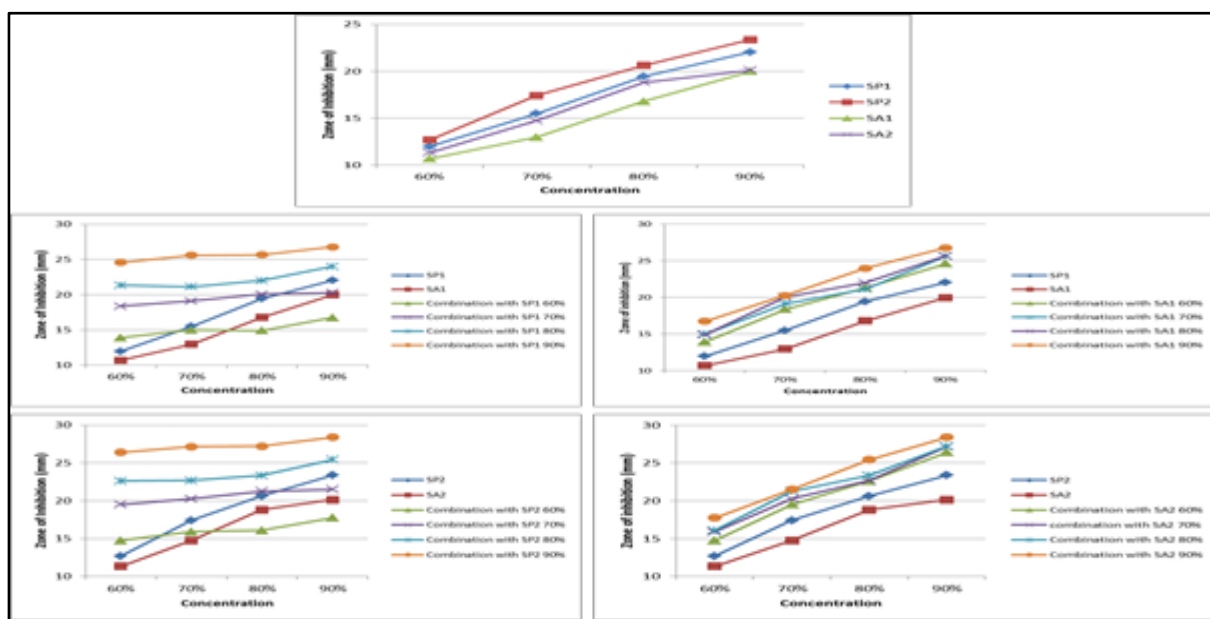 Zone of Inhibition (mm)
25
20
15
10
60% 70% 80% 90%
Concentration
SP1
SP2
SA1
SA2
Zone of Inhibition (mm)
30
25
20
15
10
60% 70% 80% 90%
Concentration
SP1
SA1
Combination with SP1 60%
Combination with SP1 70%
Combination with SP1 80%
Combination with SP1 90%
Zone of inhibition (mm)
30
25
20
15
10
60% 70% 80% 90%
Concentration
SP1
SA1
Combination with SA1 60%
Combination with SA1 70%
Combination with SA1 80%
Combination with SA1 90%
Zone of Inhibition (mm)
30
25
20
15
10
60% 70% 80% 90%
Concentration
SP2
SA2
Combination with SP2 60%
Combination with SP2 70%
Combination with SP2 80%
Combination with SP2 90%
Zone of inhibition (mm)
30
25
20
15
10
60% 70% 80% 90%
Concentration
SP2
SA2
Combination with SA2 60%
combination with SA2 70%
Combination with SA2 80%
Combination with SA2 90%